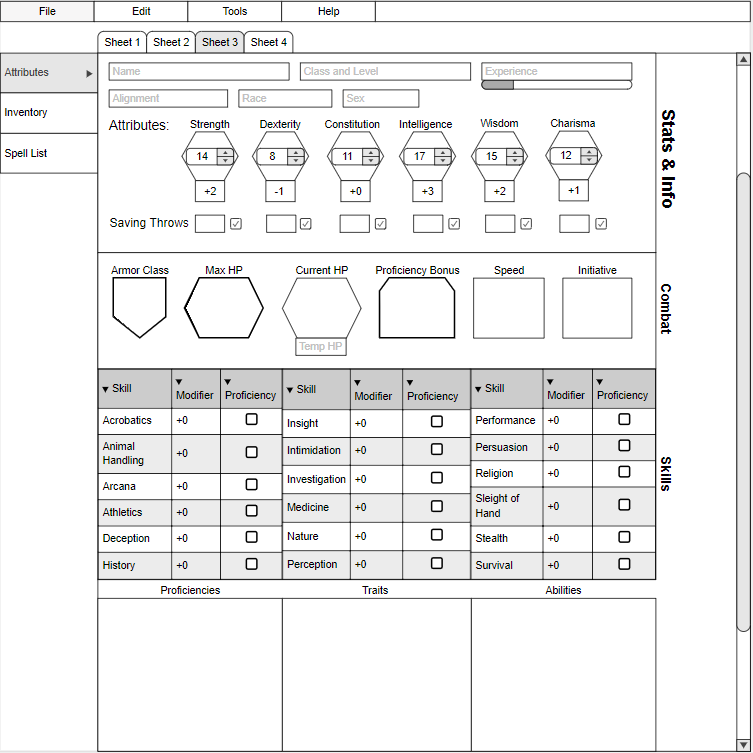 File Edit Tools Help
Sheet 1 Sheet 2 Sheet 3 Sheet 4
Attributes
Inventory
Spell List
Name Class and Level Experience
Alignment Race Sex
Attributes: Strength Dexterity Constitution Intelligence Wisdom Charisma
14 8 11 17 15 12
+2 -1 +0 +3 +2 +1
Saving Throws
Stats & Info
Armor Class Max HP Current HP Proficiency Bonus Speed Initiative
Temp HP
Combat
Skill Modifier Proficiency Skill Modifier Proficiency Skill Modifier Proficiency
Acrobatics +0 Insight +0 Performance +0
Animal Handling +0 Intimidation +0 Persuasion +0
Arcana +0 Investigation +0 Religion +0
Athletics +0 Medicine +0 Sleight of Hand +0
Deception +0 Nature +0 Stealth +0
History +0 Perception +0 Survival +0
Skills
Proficiencies Traits Abilities